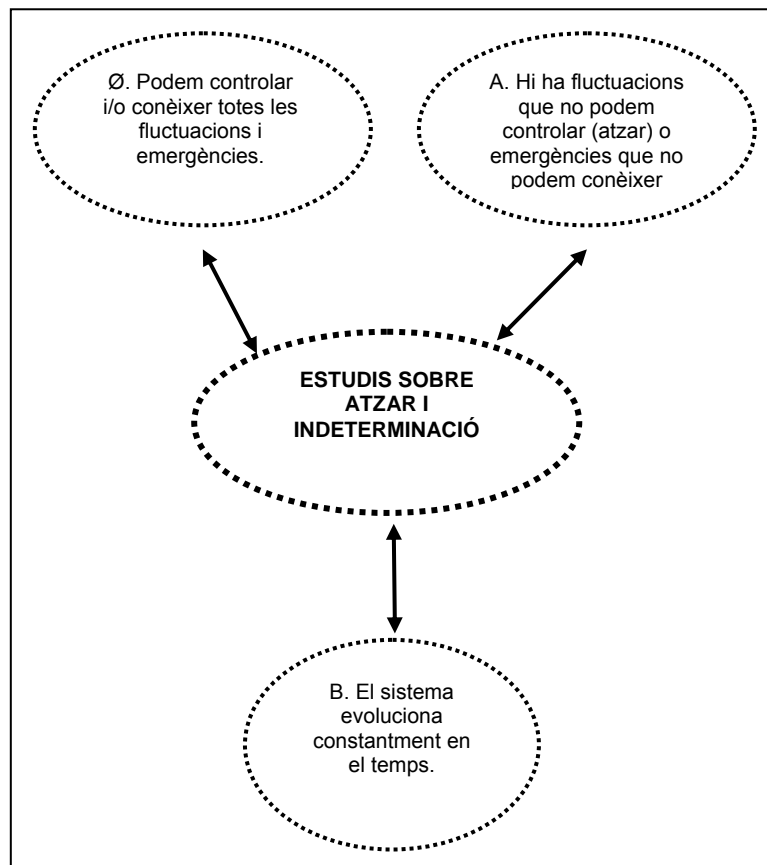 Ø. Podem controlar
i/o conèixer totes les
fluctuacions i
emergències.
A. Hi ha fluctuacions
que no podem
controlar (atzar) o
emergències que no
podem conèixer
ESTUDIS SOBRE
ATZAR I
INDETERMINACIÓ
B. El sistema
evoluciona
constantment en
el temps.